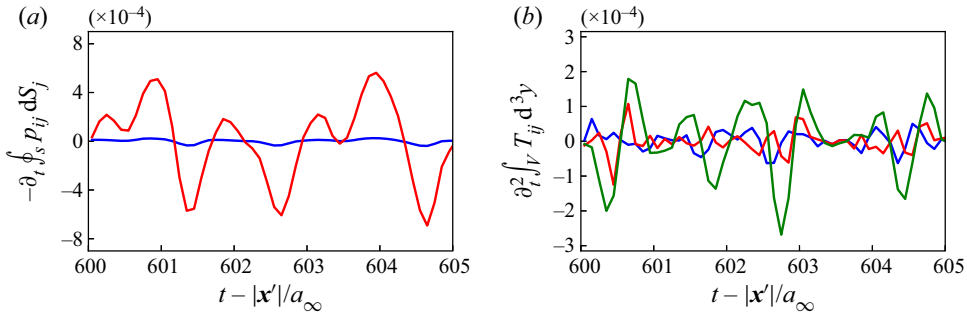 (a) (×10⁻⁴)
8
4
0
−4
−8
600 601 602 603 604 605
t – |x′|/a∞
−∂t ∮s pij dSj
(b) (×10⁻⁴)
3
2
1
0
−1
−2
−3
600 601 602 603 604 605
t – |x′|/a∞
∂t² ∫V Tij d³y